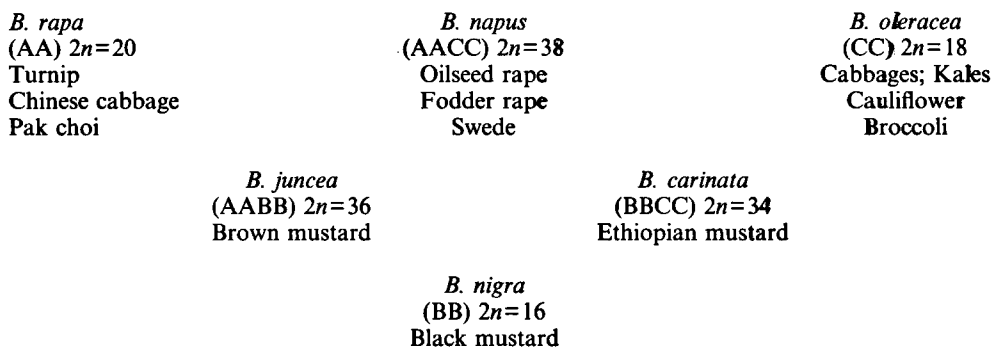 B. rapa
(AA) 2n=20
Turnip
Chinese cabbage
Pak choi
B. napus
(AACC) 2n=38
Oilseed rape
Fodder rape
Swede
B. oleracea
(CC) 2n=18
Cabbages; Kales
Cauliflower
Broccoli
B. juncea
(AABB) 2n=36
Brown mustard
B. carinata
(BBCC) 2n=34
Ethiopian mustard
B. nigra
(BB) 2n=16
Black mustard